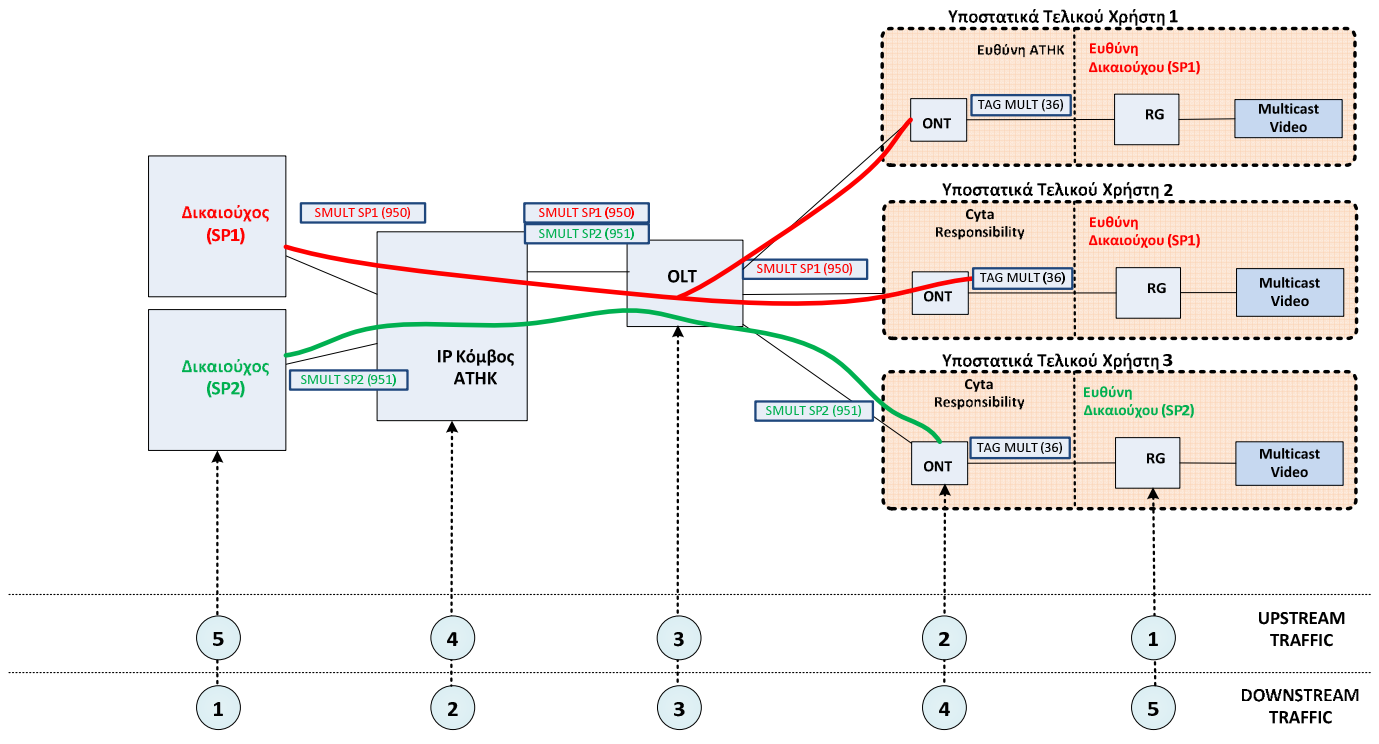 Υποστατικά Τελικού Χρήστη 1
Ευθύνη ΑΤΗΚ
Ευθύνη
Δικαιούχου (SP1)
ONT
TAG MULT (36)
RG
Multicast
Video
Δικαιούχος
(SP1)
SMULT SP1 (950)
SMULT SP1 (950)
SMULT SP2 (951)
OLT
SMULT SP1 (950)
Υποστατικά Τελικού Χρήστη 2
Cyta
Responsibility
Ευθύνη
Δικαιούχου (SP1)
ONT
TAG MULT (36)
RG
Multicast
Video
Δικαιούχος
(SP2)
SMULT SP2 (951)
IP Κόμβος
ΑΤΗΚ
SMULT SP2 (951)
Υποστατικά Τελικού Χρήστη 3
Cyta
Responsibility
Ευθύνη
Δικαιούχου (SP2)
ONT
TAG MULT (36)
RG
Multicast
Video
5
4
3
2
1
UPSTREAM
TRAFFIC
1
2
3
4
5
DOWNSTREAM
TRAFFIC